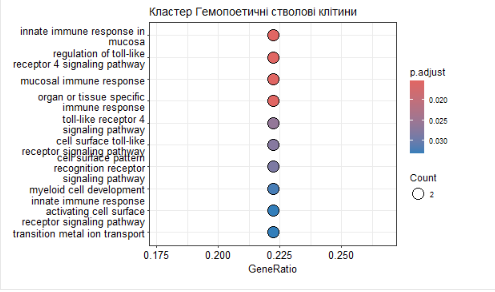 Кластер Гемопоетичні стволові клітини
innate immune response in
mucosa
regulation of toll-like
receptor 4 signaling pathway
mucosal immune response
organ or tissue specific
immune response
toll-like receptor 4
signaling pathway
cell surface toll-like
receptor signaling pathway
cell surface pattern
recognition receptor
signaling pathway
myeloid cell development
innate immune response
activating cell surface
receptor signaling pathway
transition metal ion transport
0.175 0.200 0.225 0.250
GeneRatio
p.adjust
0.020
0.025
0.030
Count
2